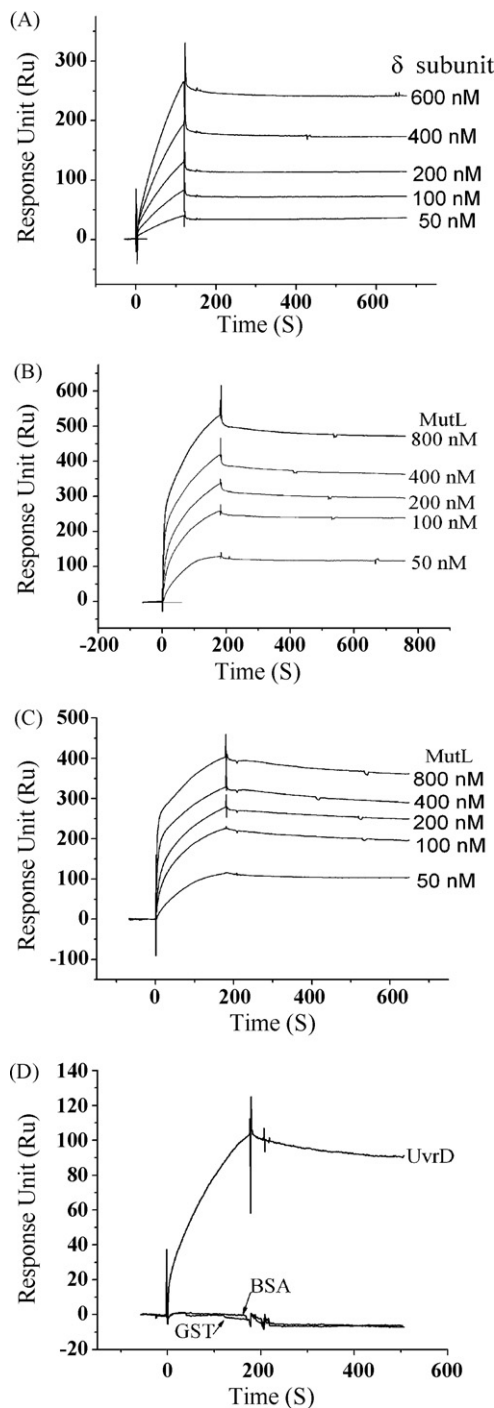 (A)
δ subunit
300
200
100
0
600 nM
400 nM
200 nM
100 nM
50 nM
Response Unit (Ru)
0 200 400 600
Time (S)
(B)
600
500
400
300
200
100
0
MutL
800 nM
400 nM
200 nM
100 nM
50 nM
Response Unit (Ru)
-200 0 200 400 600 800
Time (S)
(C)
500
400
300
200
100
0
-100
MutL
800 nM
400 nM
200 nM
100 nM
50 nM
Response Unit (Ru)
0 200 400 600
Time (S)
(D)
140
120
100
80
60
40
20
0
-20
UvrD
BSA
GST
Response Unit (Ru)
0 200 400 600
Time (S)